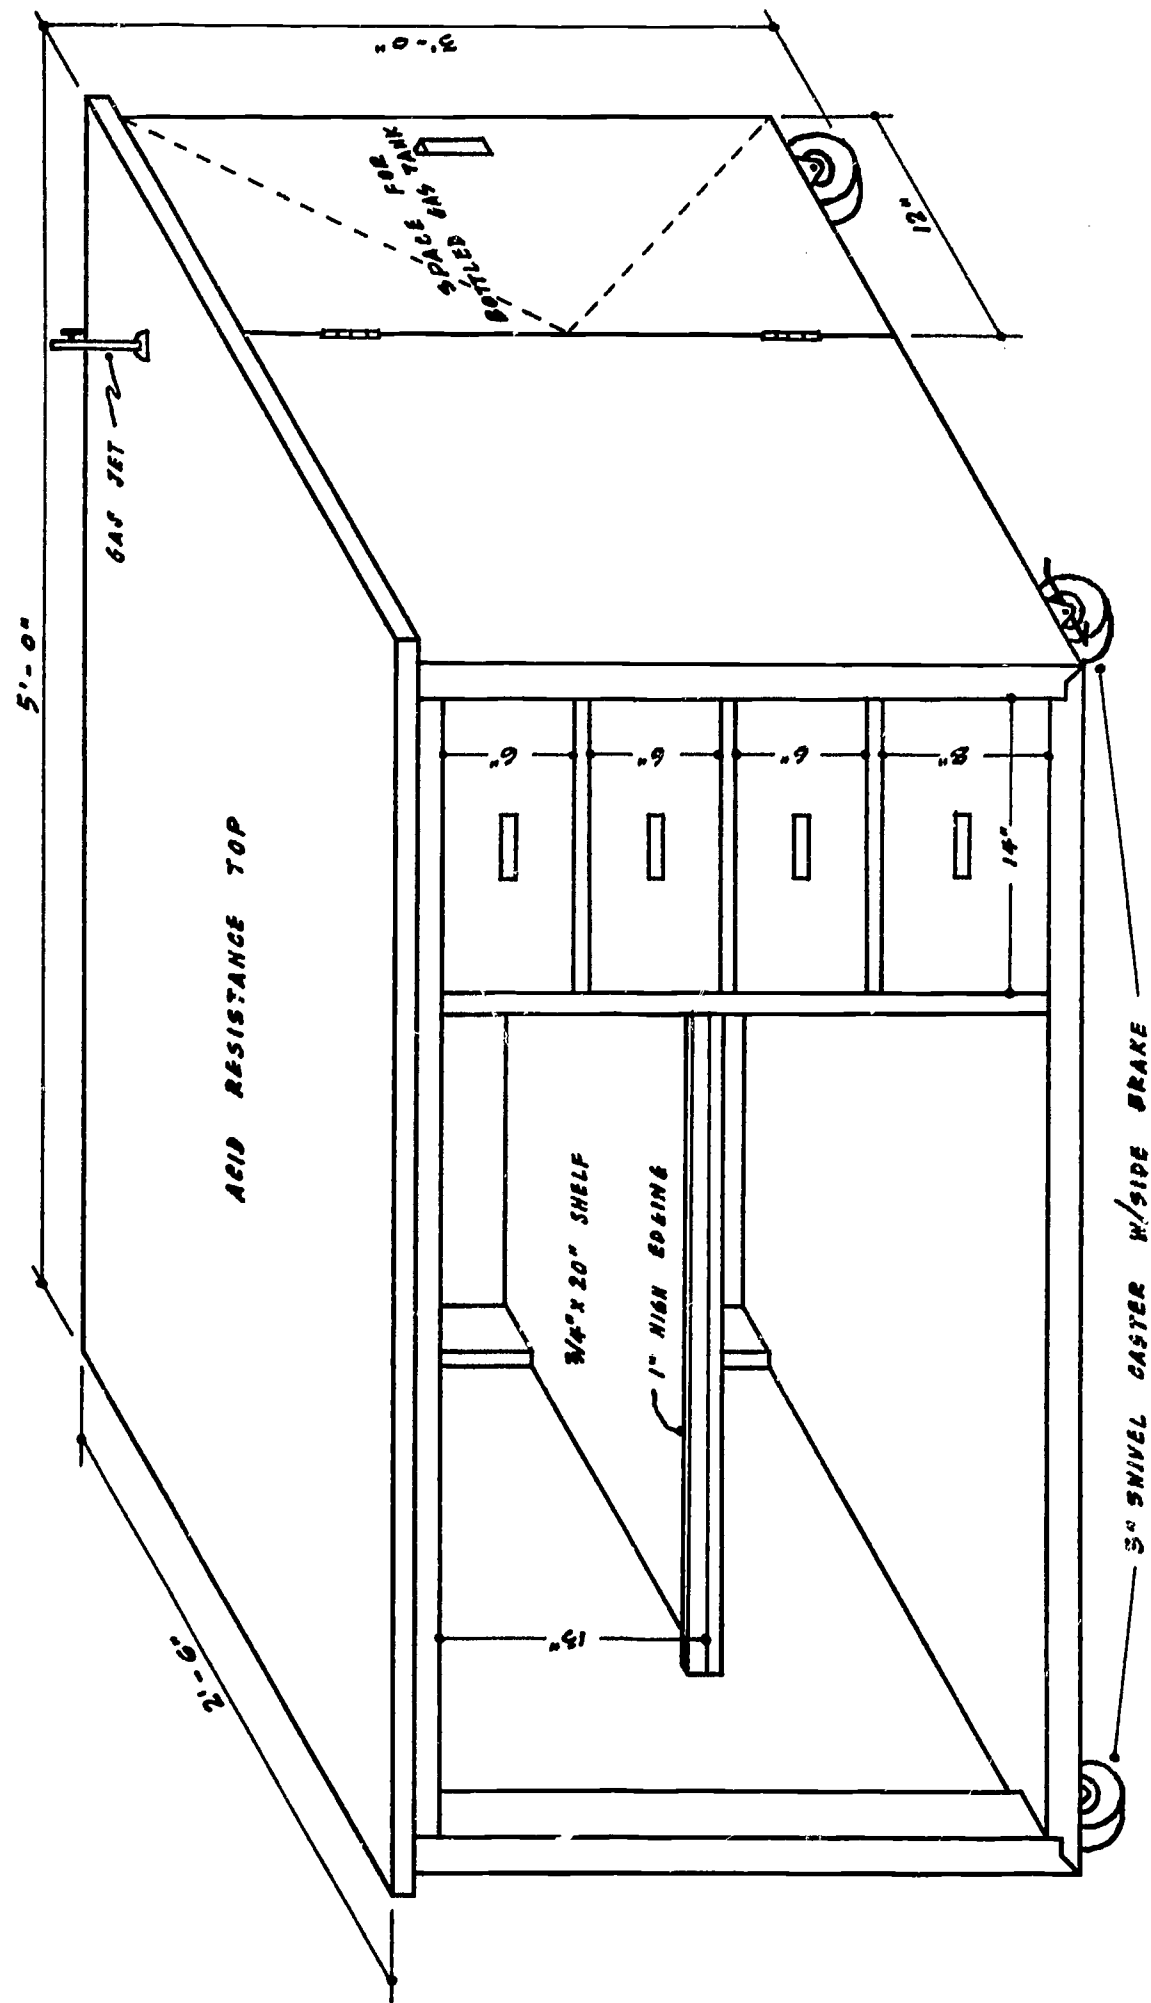 5'-0"
3'-0"
2'-6"
GAS JET
ACID RESISTANCE TOP
SPACE FOR
BOTTLED GAS TANK
12"
6"
6"
6"
8"
14"
3/4" X 20" SHELF
1" HIGH EDGING
13"
3" SWIVEL CASTER W/SIDE BRAKE